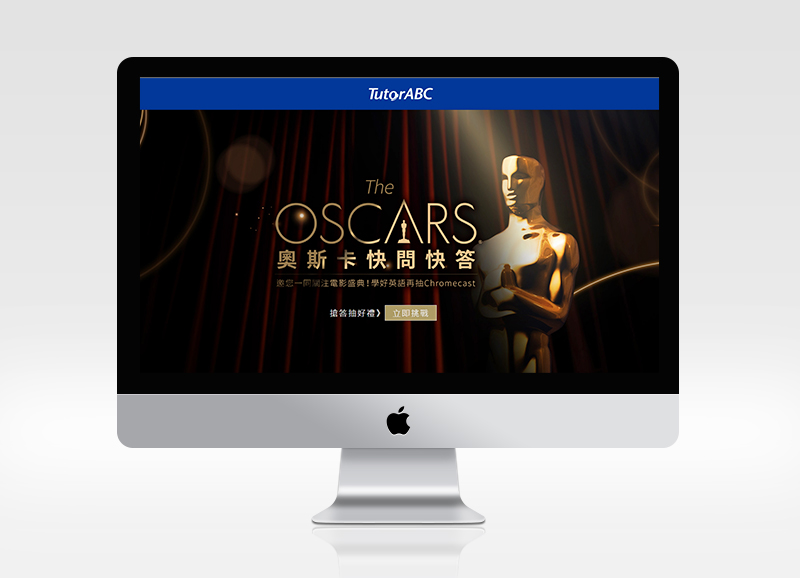 TutorABC
The
OSCARS
奧斯卡快問快答
邀您一同關注電影盛典!學好英語再抽Chromecast
搶答抽好禮》 立即挑戰